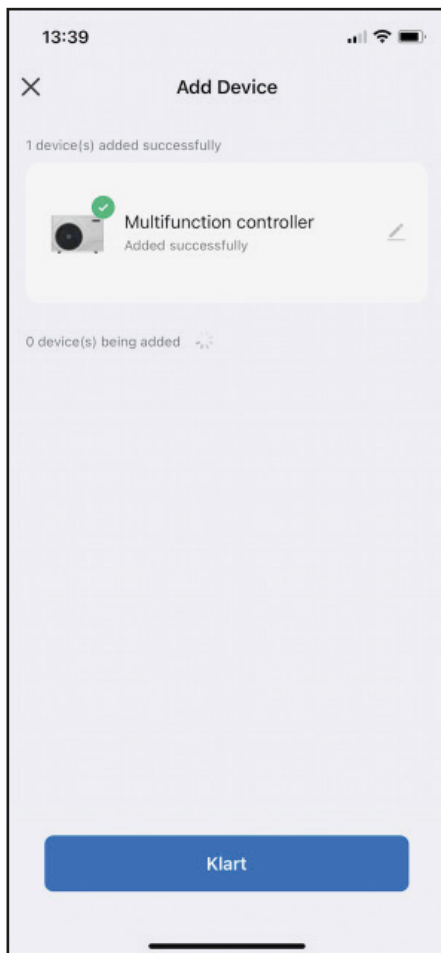 13:39
Add Device
1 device(s) added successfully
Multifunction controller
Added successfully
0 device(s) being added
Klart